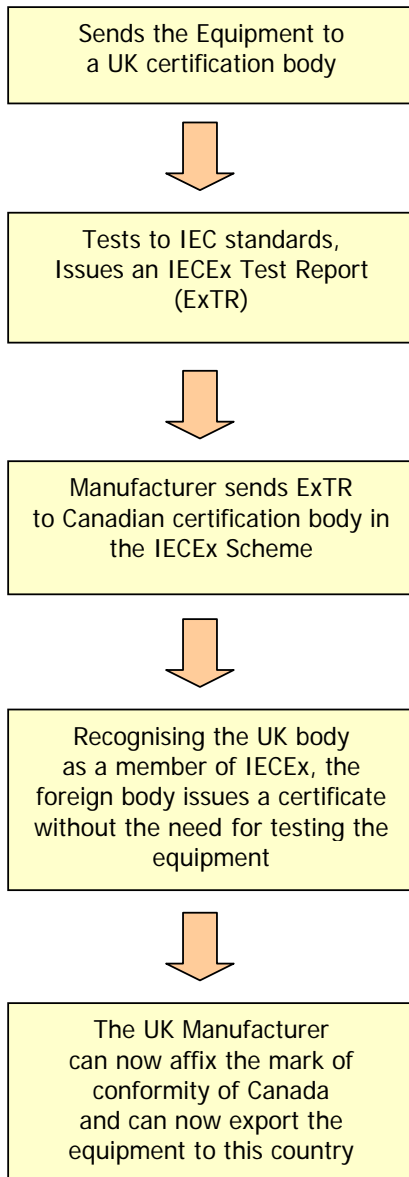 Sends the Equipment to
a UK certification body
Tests to IEC standards,
Issues an IECEx Test Report
(ExTR)
Manufacturer sends ExTR
to Canadian certification body in
the IECEx Scheme
Recognising the UK body
as a member of IECEx, the
foreign body issues a certificate
without the need for testing the
equipment
The UK Manufacturer
can now affix the mark of
conformity of Canada
and can now export the
equipment to this country